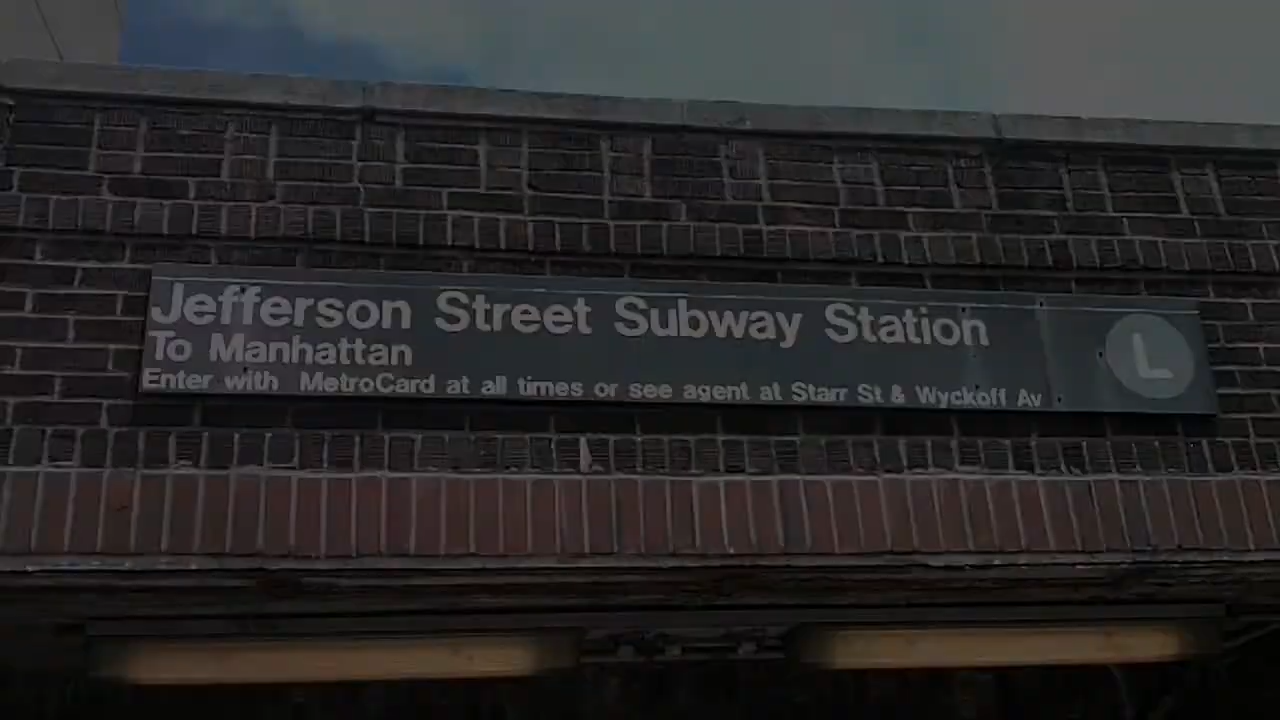 Jefferson Street Subway Station
To Manhattan
Enter with MetroCard at all times or see agent at Starr St & Wyckoff Av
L